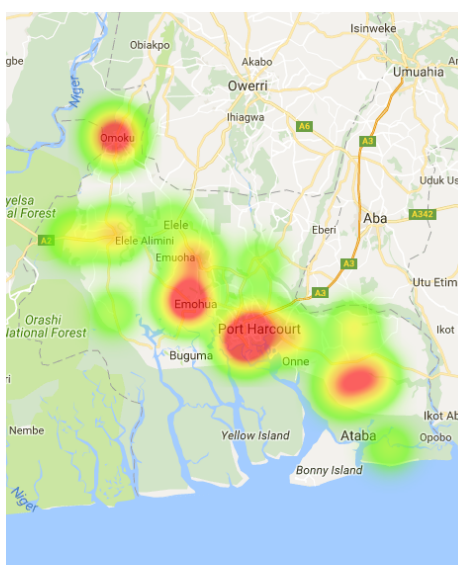 Isinweke
Obiakpo
gbe
Akabo
Umuahia
Owerri
Niger
Ihiagwa
A6
Omoku
A3
Uduk Us
yelsa
al Forest
Elele
Aba
A342
Eberi
A2
Elele Alimini
Emuoha
A3
Utu Etim
A3
Emohua
Orashi
National Forest
Port Harcourt
Ikot
Buguma
Onne
ri
Ikot Ab
Nembe
Yellow Island
Ataba
Opobo
Bonny Island
Niger